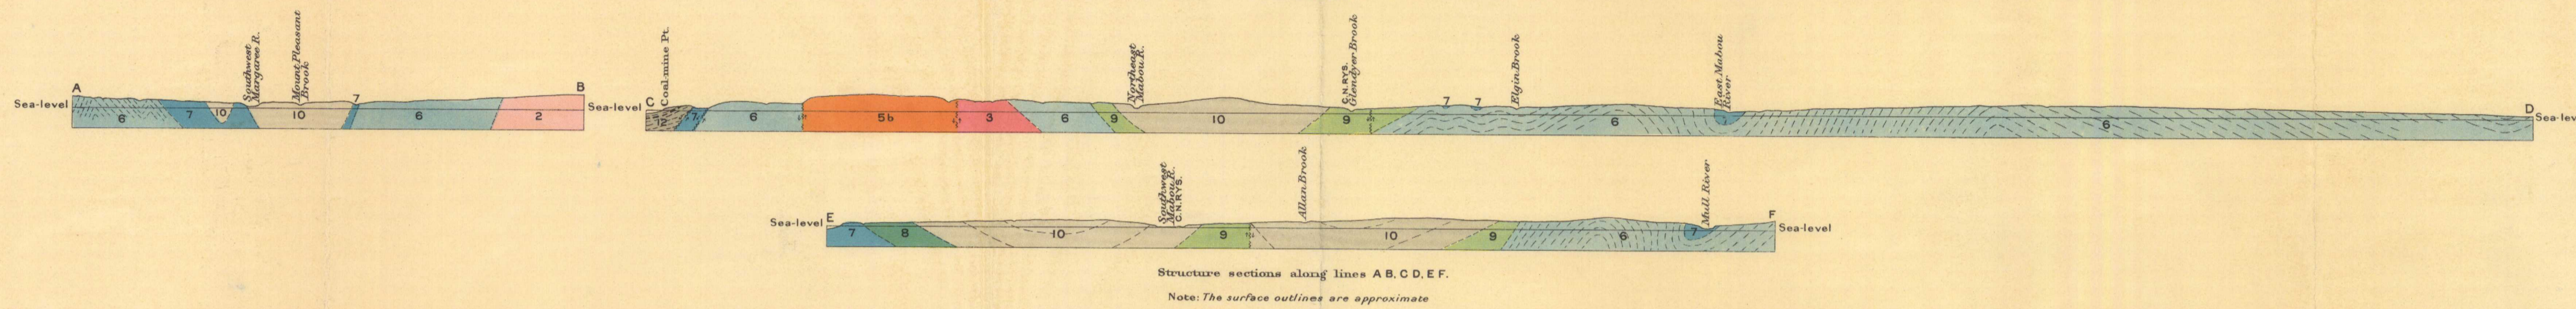 A
Southwest
Margaree R.
Mount Pleasant
Brook
7
B
Sea-level
6
7
10
10
6
2
Sea-level
C
Coal mine Pt.
Northeast
Mabou R.
C.N.RYS.
Glendyer Brook
7
7
Elgin Brook
East Mabou
River
D
12
7
6
5b
3
6
9
10
9
6
6
Sea-lev
Sea-level
E
Southwest
Mabou R.
C.N.RYS.
Allan Brook
Mull River
F
Sea-level
7
8
10
9
10
9
6
7
Structure sections along lines A B, C D, E F.
Note: The surface outlines are approximate